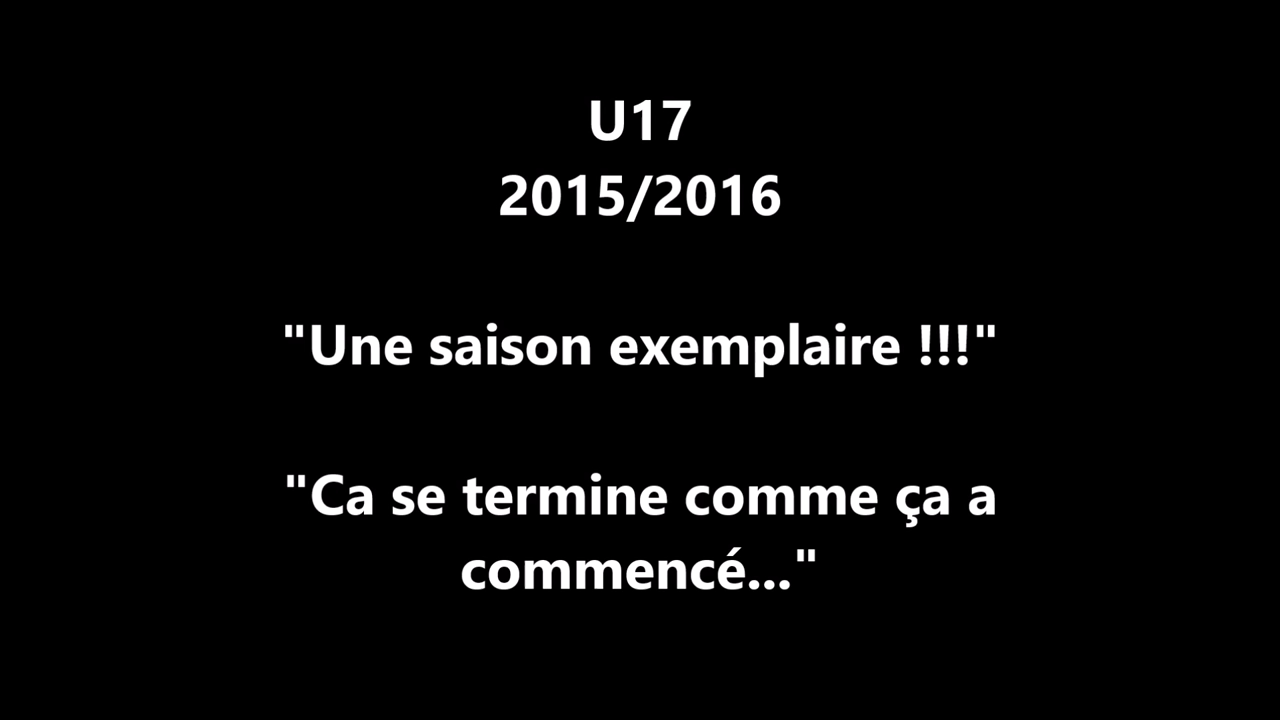 U17
2015/2016
"Une saison exemplaire !!!"
"Ca se termine comme ça a
commencé..."